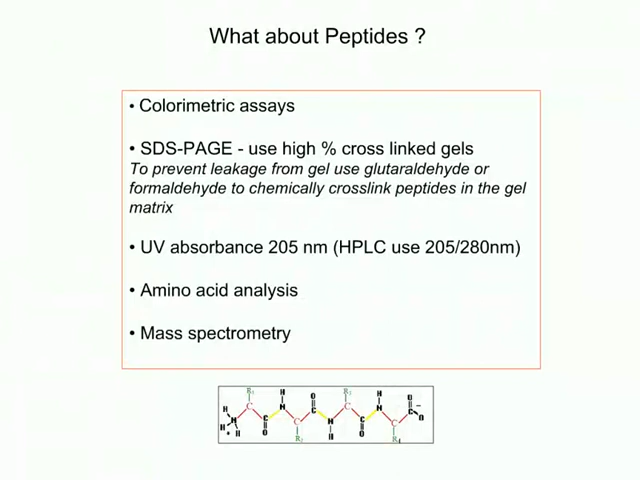 What about Peptides ?
• Colorimetric assays
• SDS-PAGE - use high % cross linked gels
To prevent leakage from gel use glutaraldehyde or
formaldehyde to chemically crosslink peptides in the gel
matrix
• UV absorbance 205 nm (HPLC use 205/280nm)
• Amino acid analysis
• Mass spectrometry